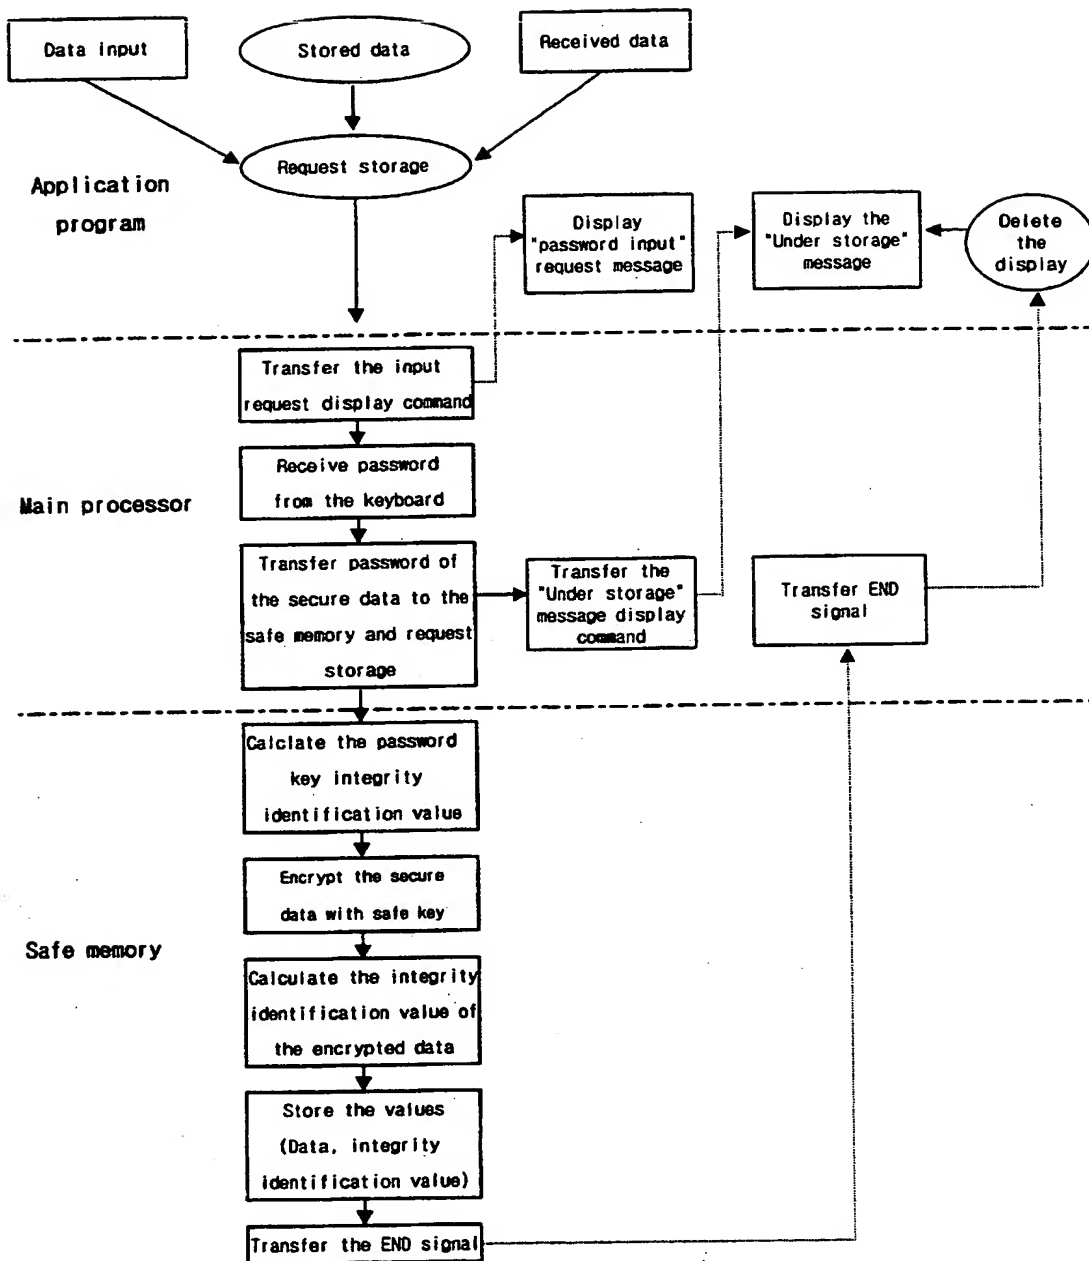 Data input
Stored data
Received data
Request storage
Application
program
Display
"password input"
request message
Display the
"Under storage"
message
Delete
the
display
Transfer the input
request display command
Receive password
from the keyboard
Main processor
Transfer password of
the secure data to the
safe memory and request
storage
Transfer the
"Under storage"
message display
command
Transfer END
signal
Calclate the password
key integrity
identification value
Encrypt the secure
data with safe key
Safe memory
Calculate the integrity
identification value of
the encrypted data
Store the values
(Data, integrity
identification value)
Transfer the END signal